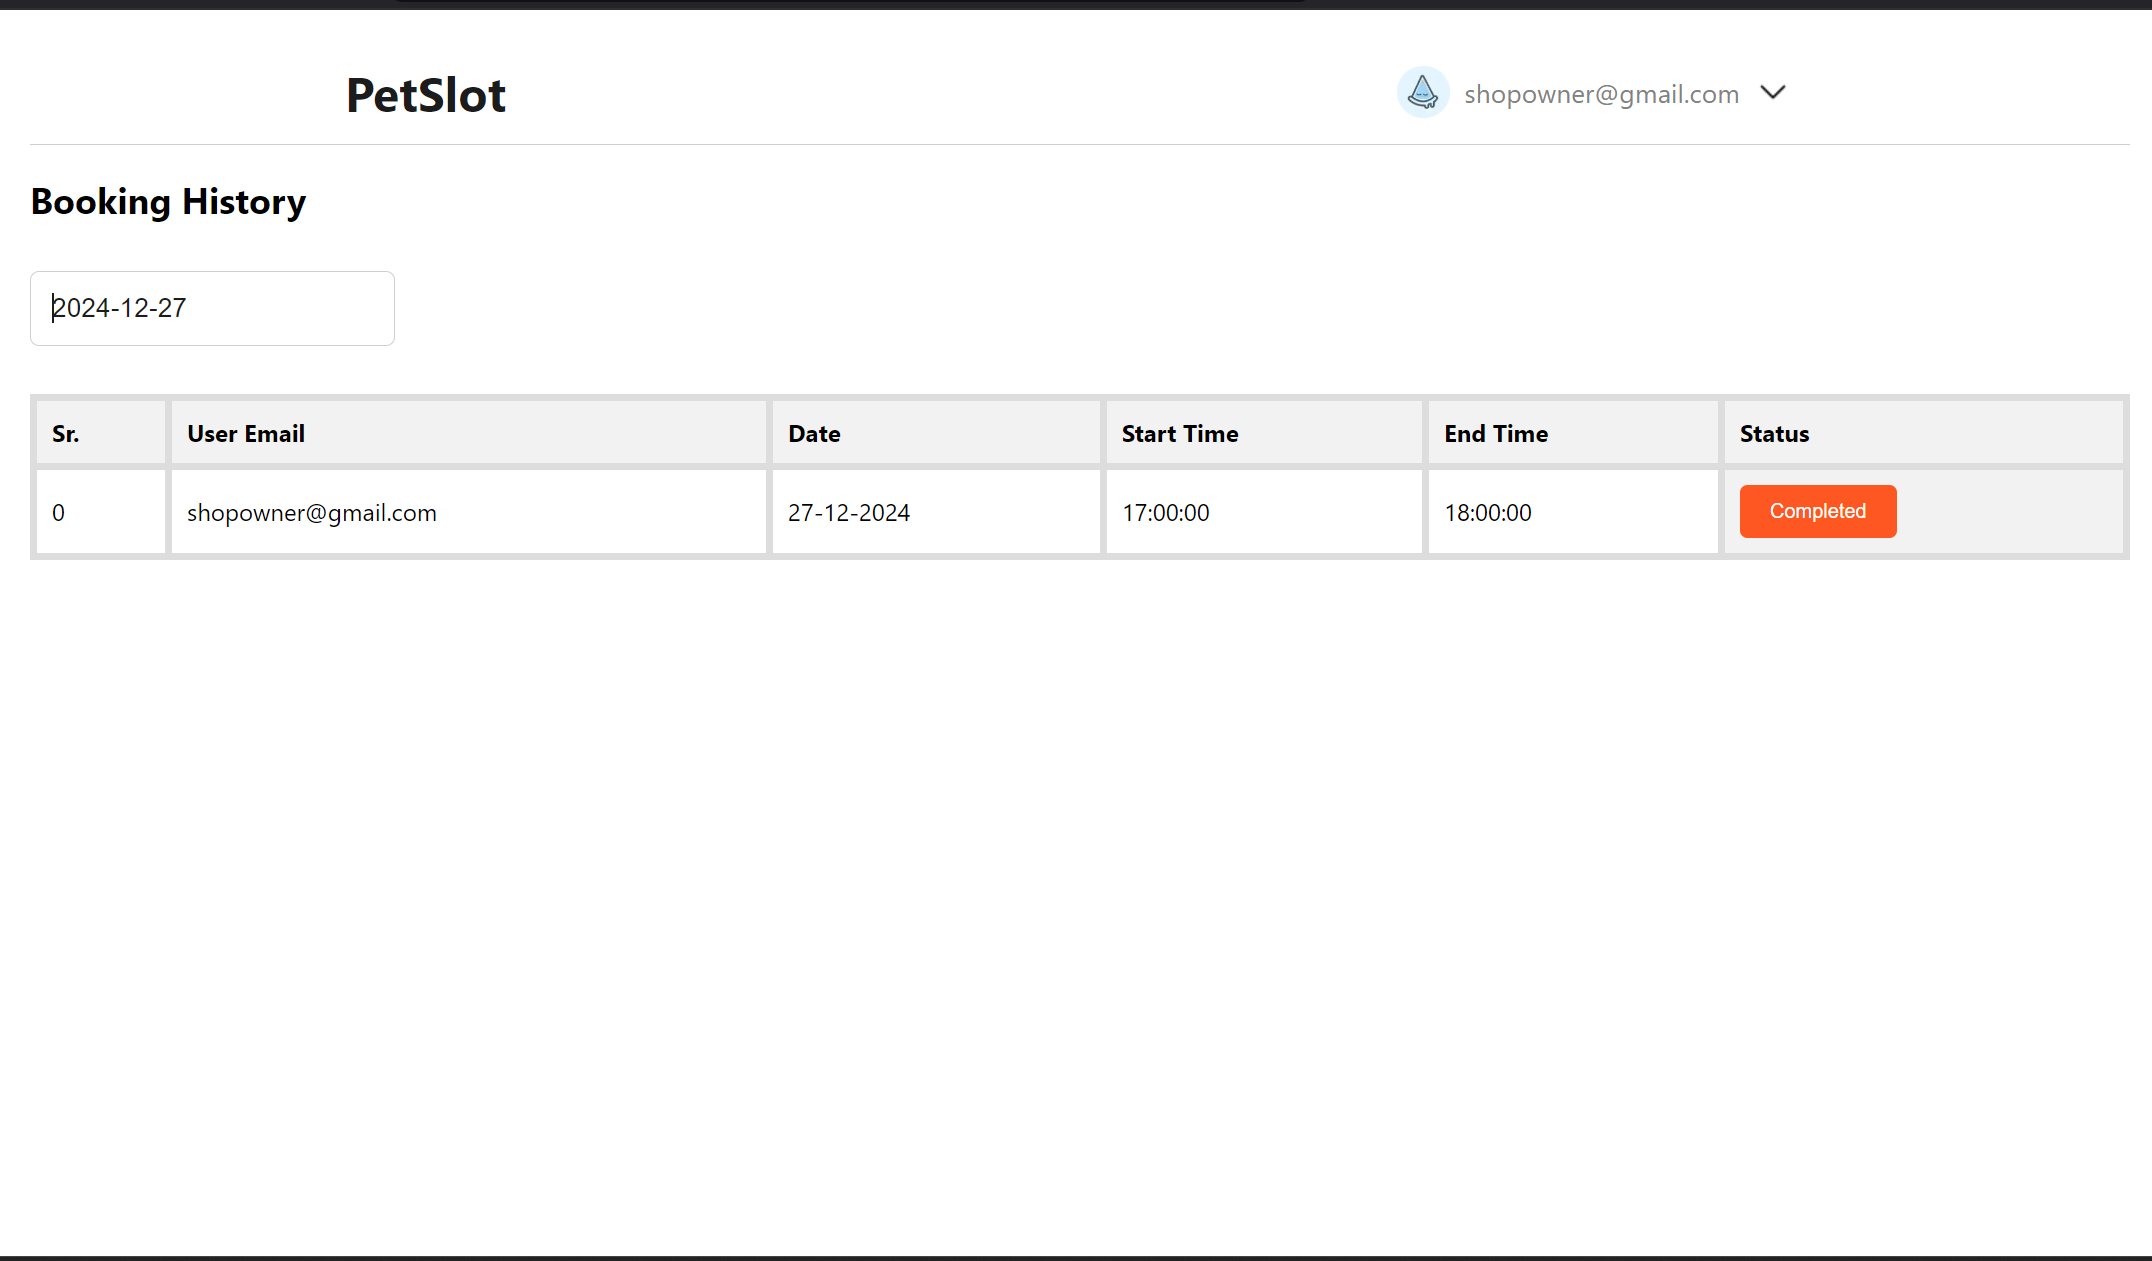 PetSlot
shopowner@gmail.com
Booking History
2024-12-27
Sr. User Email Date Start Time End Time Status
0 shopowner@gmail.com 27-12-2024 17:00:00 18:00:00 Completed